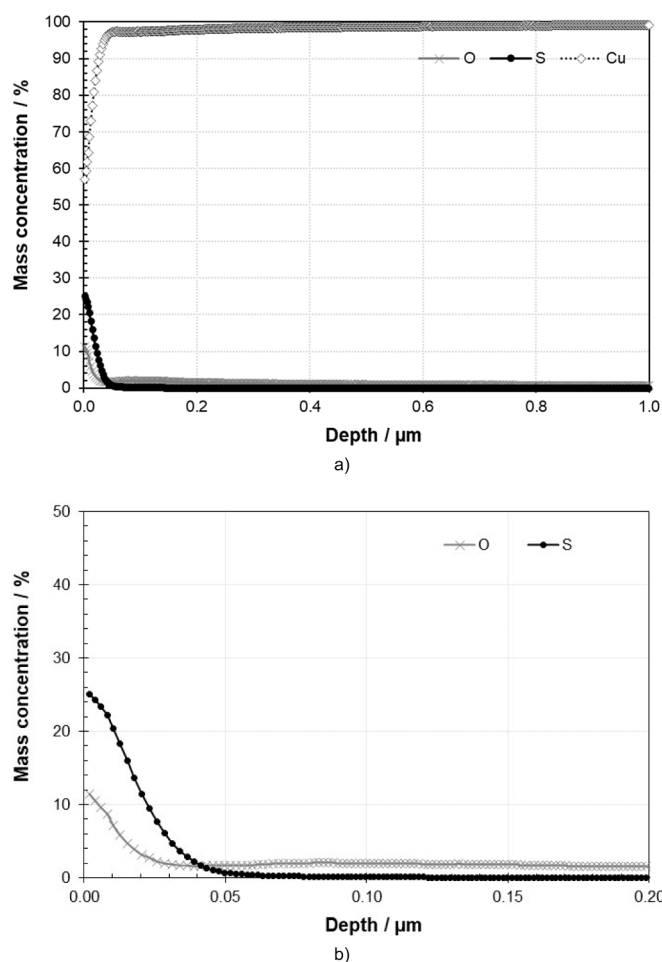 100
90
80
70
60
50
40
30
20
10
0
Mass concentration / %
O S Cu
0.0 0.2 0.4 0.6 0.8 1.0
Depth / µm
a)
50
40
30
20
10
0
Mass concentration / %
O S
0.00 0.05 0.10 0.15 0.20
Depth / µm
b)